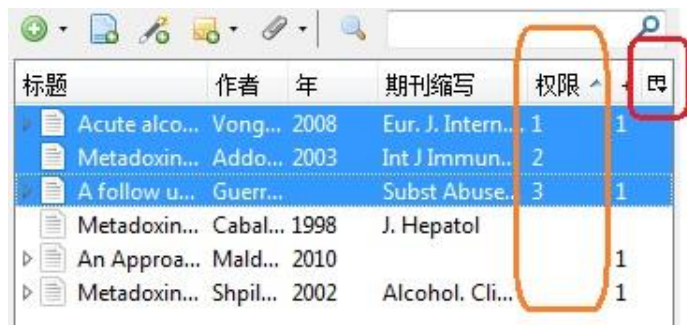 标题 作者 年 期刊缩写 权限
Acute alco... Vong... 2008 Eur. J. Intern... 1 1
Metadoxin... Addo... 2003 Int J Immun... 2
A follow u... Guerr... Subst Abuse... 3 1
Metadoxin... Cabal... 1998 J. Hepatol
An Approa... Mald... 2010 1
Metadoxin... Shpil... 2002 Alcohol. Cli... 1